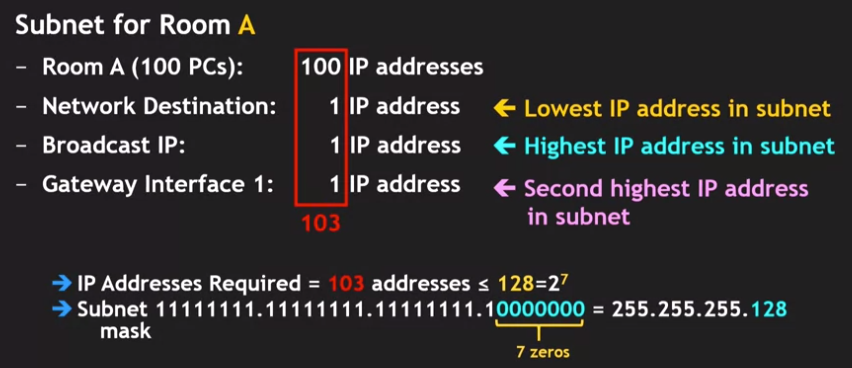 Subnet for Room A
- Room A (100 PCs): 100 IP addresses
- Network Destination: 1 IP address ← Lowest IP address in subnet
- Broadcast IP: 1 IP address ← Highest IP address in subnet
- Gateway Interface 1: 1 IP address ← Second highest IP address
in subnet
103
➔ IP Addresses Required = 103 addresses ≤ 128=2⁷
➔ Subnet 11111111.11111111.11111111.10000000 = 255.255.255.128
mask
7 zeros